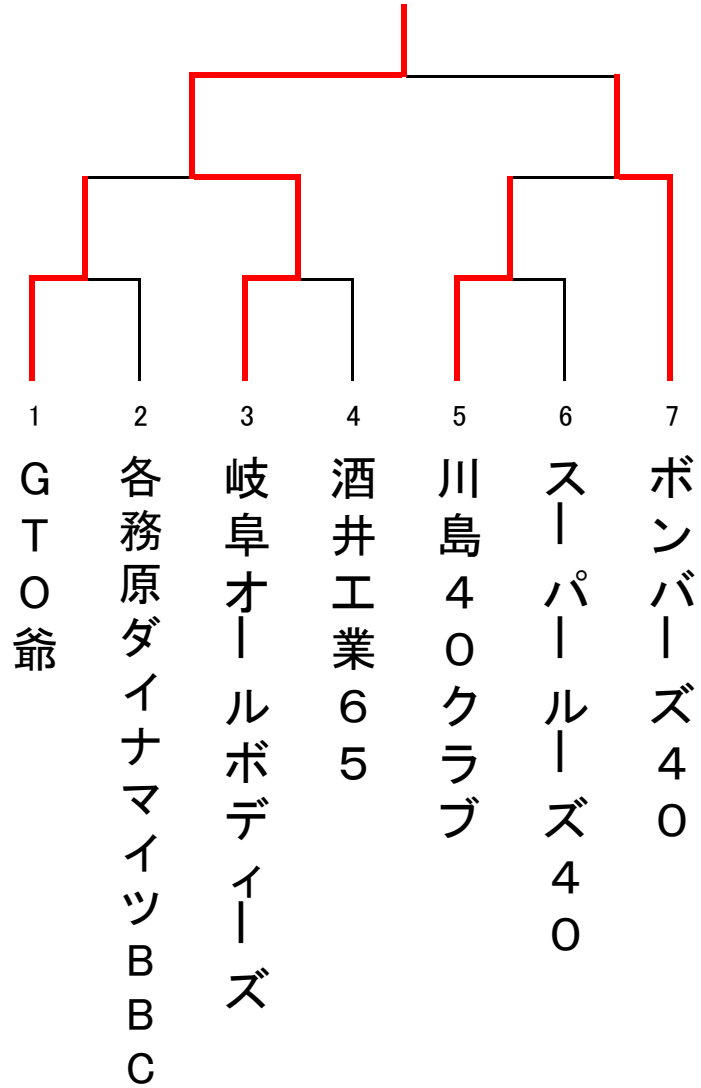 1 2 3 4 5 6 7
GTO爺
各務原ダイナマイツBBC
岐阜オールボディーズ
酒井工業65
川島40クラブ
スーパールーズ40
ボンバーズ40